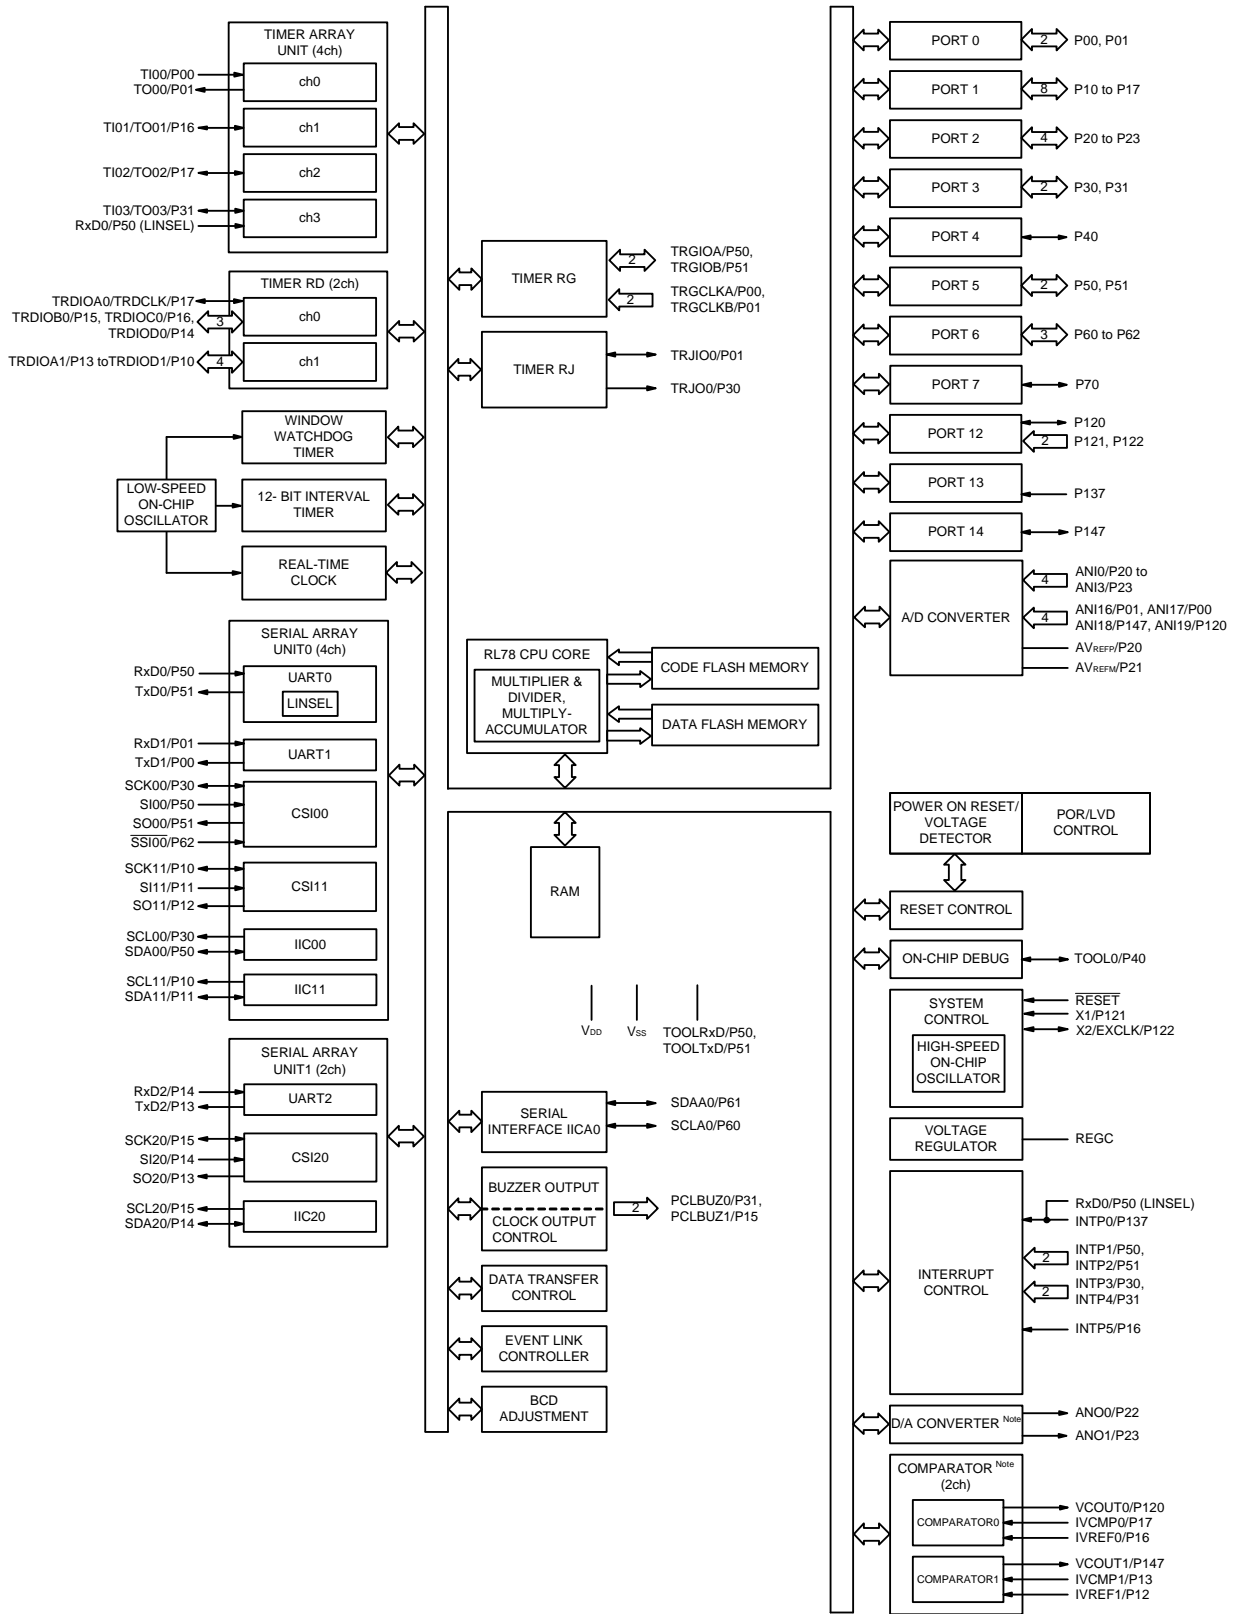 TIMER ARRAY
UNIT (4ch)
TI00/P00
TO00/P01
ch0
TI01/TO01/P16
ch1
TI02/TO02/P17
ch2
TI03/TO03/P31
RxD0/P50 (LINSEL)
ch3
TIMER RD (2ch)
TRDIOA0/TRDCLK/P17
TRDIOB0/P15, TRDIOC0/P16,
TRDIOD0/P14
3
ch0
TRDIOA1/P13 toTRDIOD1/P10
4
ch1
WINDOW
WATCHDOG
TIMER
LOW-SPEED
ON-CHIP
OSCILLATOR
12- BIT INTERVAL
TIMER
REAL-TIME
CLOCK
SERIAL ARRAY
UNIT0 (4ch)
RxD0/P50
TxD0/P51
UART0
LINSEL
RxD1/P01
TxD1/P00
UART1
SCK00/P30
SI00/P50
SO00/P51
SSI00/P62
CSI00
SCK11/P10
SI11/P11
SO11/P12
CSI11
SCL00/P30
SDA00/P50
IIC00
SCL11/P10
SDA11/P11
IIC11
SERIAL ARRAY
UNIT1 (2ch)
RxD2/P14
TxD2/P13
UART2
SCK20/P15
SI20/P14
SO20/P13
CSI20
SCL20/P15
SDA20/P14
IIC20
TIMER RG
2
TRGIOA/P50,
TRGIOB/P51
2
TRGCLKA/P00,
TRGCLKB/P01
TIMER RJ
TRJIO0/P01
TRJO0/P30
RL78 CPU CORE
MULTIPLIER &
DIVIDER,
MULTIPLY-
ACCUMULATOR
CODE FLASH MEMORY
DATA FLASH MEMORY
RAM
VDD
VSS
TOOLRxD/P50,
TOOLTxD/P51
SERIAL
INTERFACE IICA0
SDAA0/P61
SCLA0/P60
BUZZER OUTPUT
CLOCK OUTPUT
CONTROL
2
PCLBUZ0/P31,
PCLBUZ1/P15
DATA TRANSFER
CONTROL
EVENT LINK
CONTROLLER
BCD
ADJUSTMENT
PORT 0
2
P00, P01
PORT 1
8
P10 to P17
PORT 2
4
P20 to P23
PORT 3
2
P30, P31
PORT 4
P40
PORT 5
2
P50, P51
PORT 6
3
P60 to P62
PORT 7
P70
PORT 12
P120
2
P121, P122
PORT 13
P137
PORT 14
P147
A/D CONVERTER
4
ANI0/P20 to
ANI3/P23
4
ANI16/P01, ANI17/P00
ANI18/P147, ANI19/P120
AVREFP/P20
AVREFM/P21
POWER ON RESET/
VOLTAGE
DETECTOR
POR/LVD
CONTROL
RESET CONTROL
ON-CHIP DEBUG
TOOL0/P40
SYSTEM
CONTROL
HIGH-SPEED
ON-CHIP
OSCILLATOR
RESET
X1/P121
X2/EXCLK/P122
VOLTAGE
REGULATOR
REGC
INTERRUPT
CONTROL
RxD0/P50 (LINSEL)
INTP0/P137
2
INTP1/P50,
INTP2/P51
2
INTP3/P30,
INTP4/P31
INTP5/P16
D/A CONVERTER Note
ANO0/P22
ANO1/P23
COMPARATOR Note
(2ch)
COMPARATOR0
VCOUT0/P120
IVCMP0/P17
IVREF0/P16
COMPARATOR1
VCOUT1/P147
IVCMP1/P13
IVREF1/P12